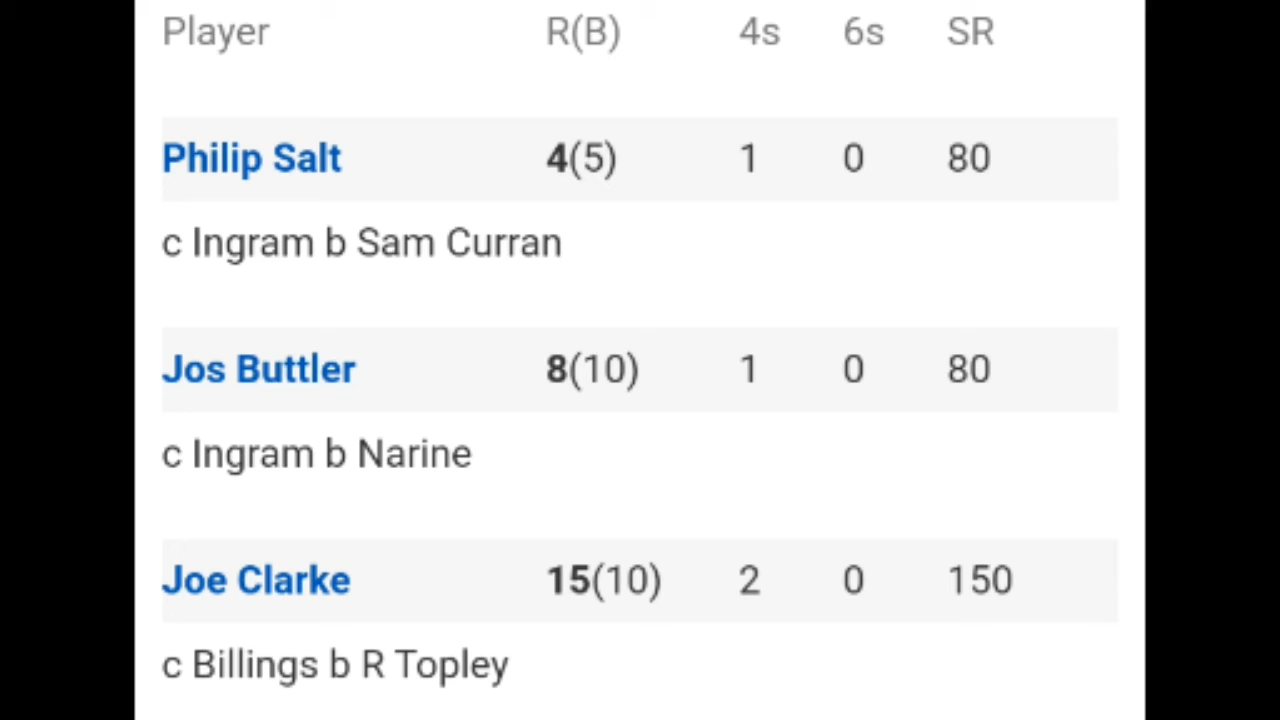 Player R(B) 4s 6s SR
Philip Salt 4(5) 1 0 80
c Ingram b Sam Curran
Jos Buttler 8(10) 1 0 80
c Ingram b Narine
Joe Clarke 15(10) 2 0 150
c Billings b R Topley